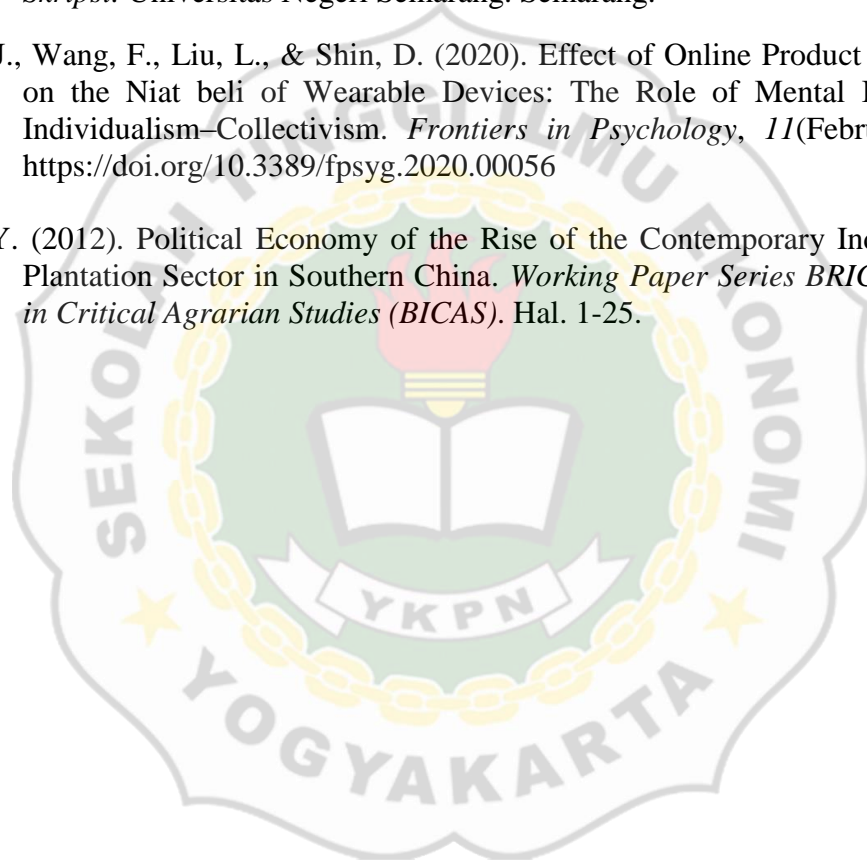 Skripsi. Universitas Negeri Semarang. Semarang.
J., Wang, F., Liu, L., & Shin, D. (2020). Effect of Online Product
on the Niat beli of Wearable Devices: The Role of Mental
Individualism–Collectivism. Frontiers in Psychology, 11(Febr
https://doi.org/10.3389/fpsyg.2020.00056
Y. (2012). Political Economy of the Rise of the Contemporary In
Plantation Sector in Southern China. Working Paper Series BRIC
in Critical Agrarian Studies (BICAS). Hal. 1-25.
SEKOLAH TINGGI ILMU EKONOMI
YKPN
YOGYAKARTA